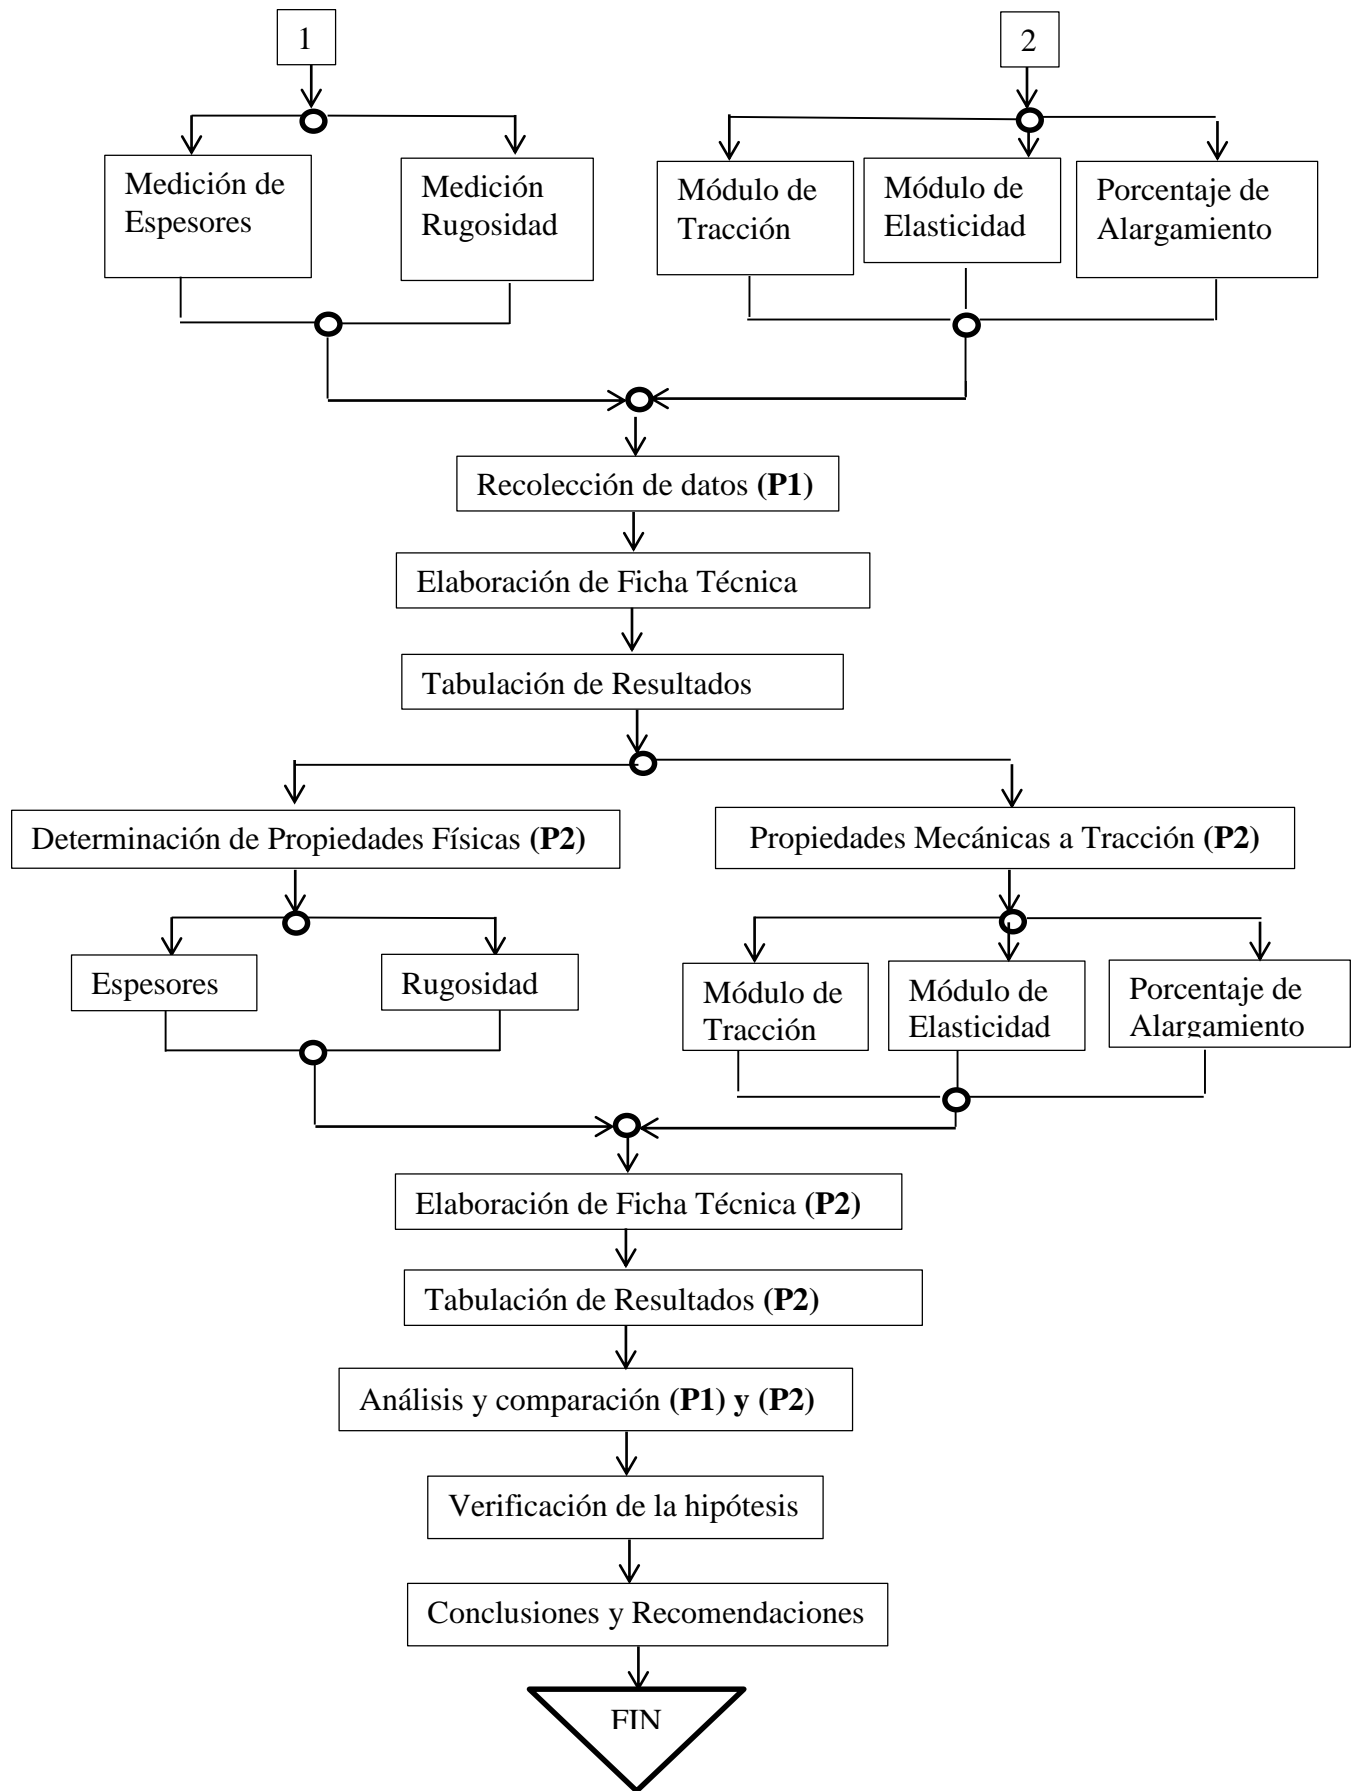 1
2
Medición de
Espesores
Medición
Rugosidad
Módulo de
Tracción
Módulo de
Elasticidad
Porcentaje de
Alargamiento
Recolección de datos (P1)
Elaboración de Ficha Técnica
Tabulación de Resultados
Determinación de Propiedades Físicas (P2)
Propiedades Mecánicas a Tracción (P2)
Espesores
Rugosidad
Módulo de
Tracción
Módulo de
Elasticidad
Porcentaje de
Alargamiento
Elaboración de Ficha Técnica (P2)
Tabulación de Resultados (P2)
Análisis y comparación (P1) y (P2)
Verificación de la hipótesis
Conclusiones y Recomendaciones
FIN